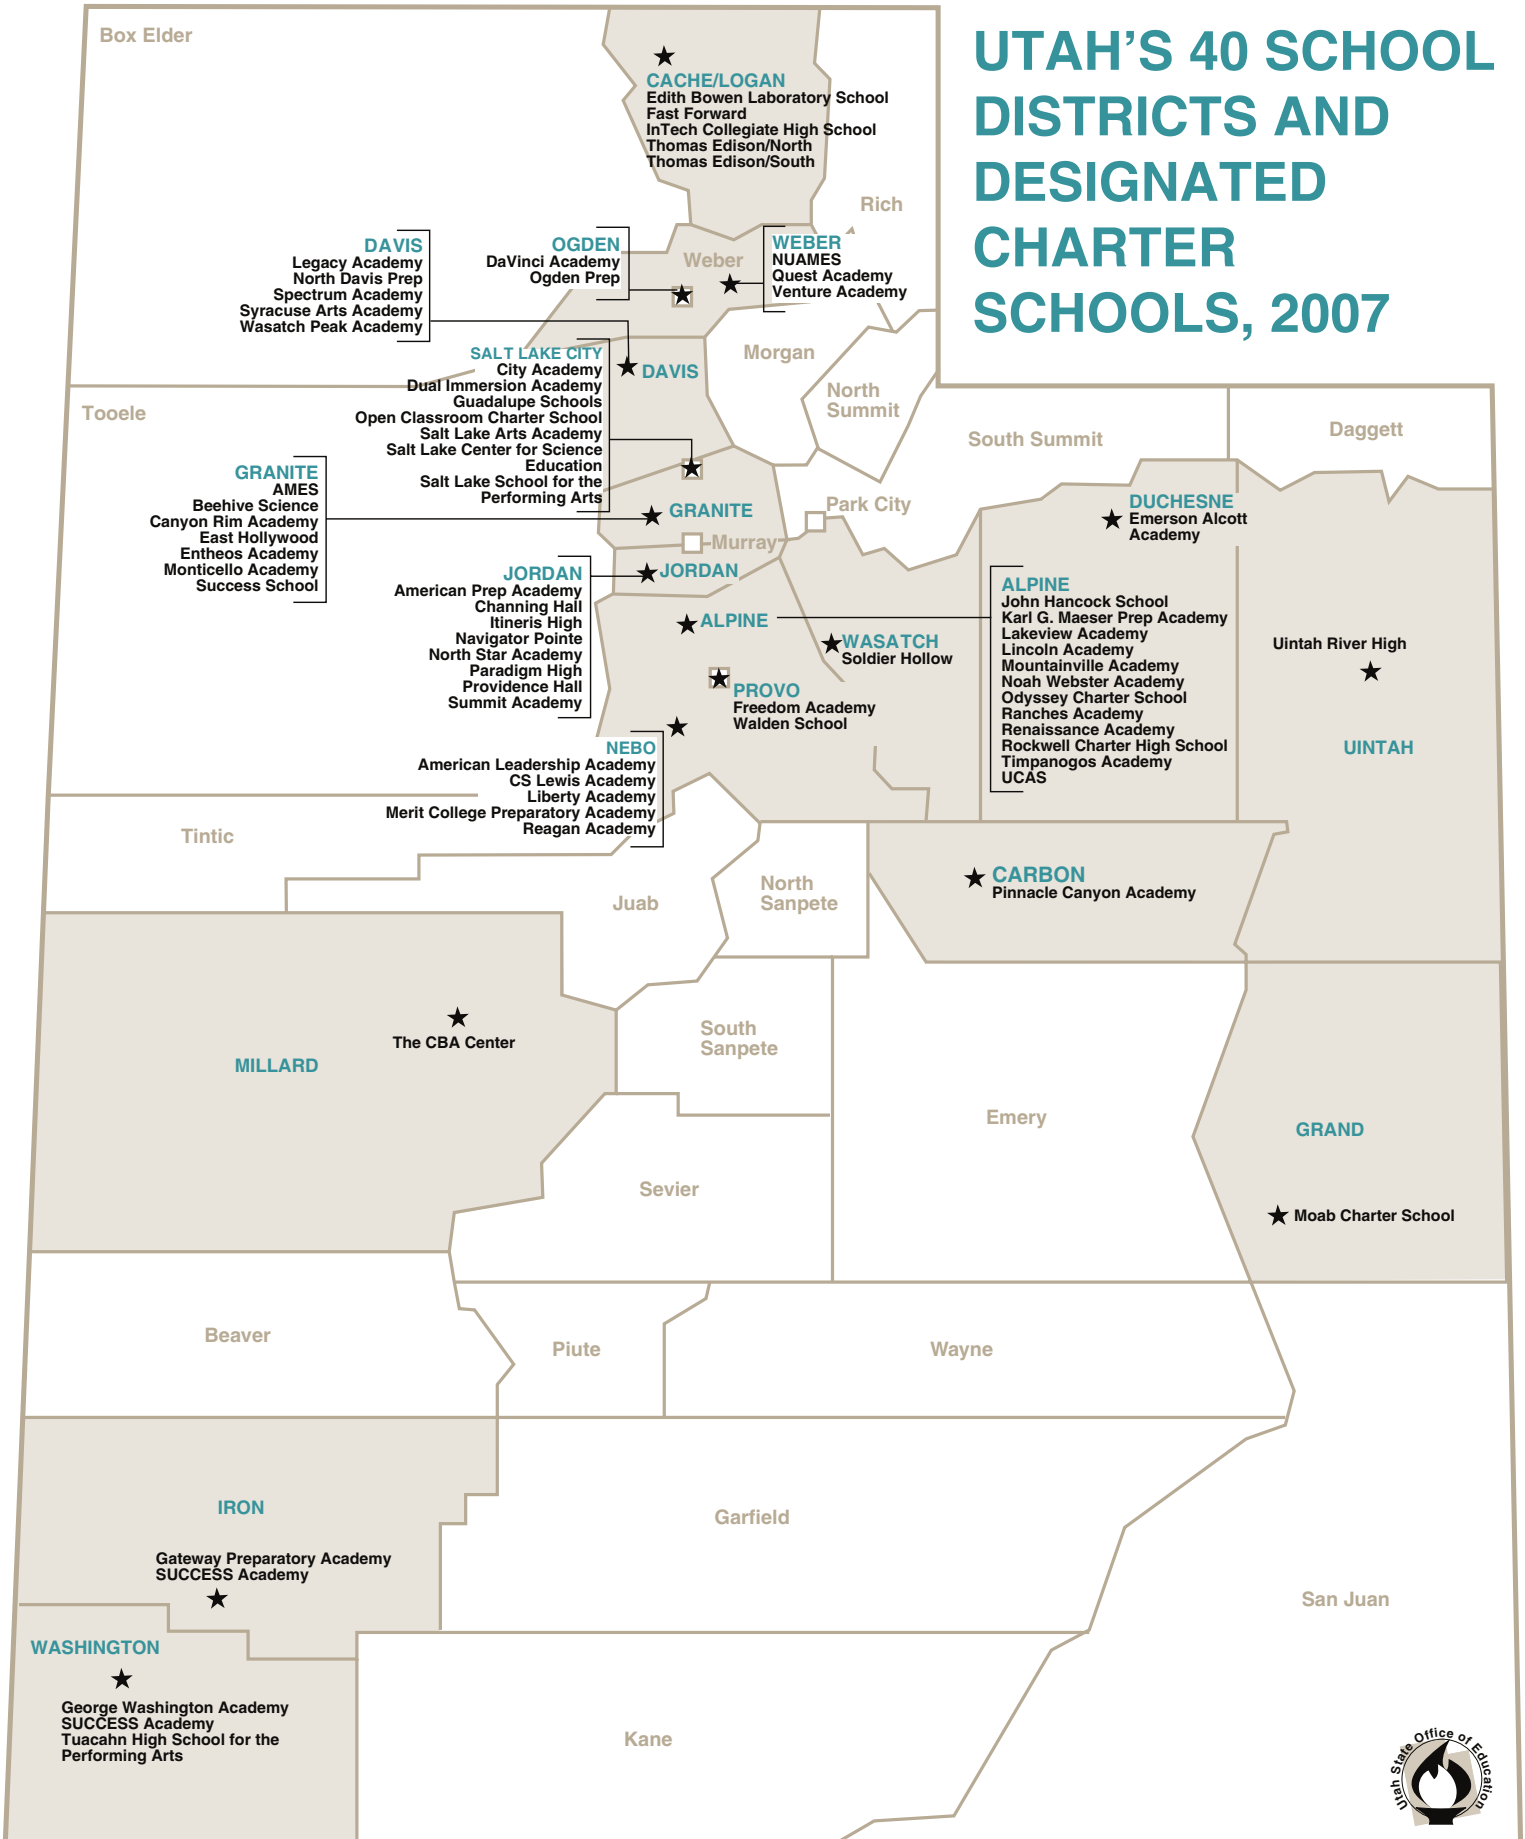 UTAH’S 40 SCHOOL
DISTRICTS AND
DESIGNATED
CHARTER
SCHOOLS, 2007
Box Elder
CACHE/LOGAN
Edith Bowen Laboratory School
Fast Forward
InTech Collegiate High School
Thomas Edison/North
Thomas Edison/South
Rich
DAVIS
Legacy Academy
North Davis Prep
Spectrum Academy
Syracuse Arts Academy
Wasatch Peak Academy
OGDEN
DaVinci Academy
Ogden Prep
Weber
WEBER
NUAMES
Quest Academy
Venture Academy
SALT LAKE CITY
City Academy
Dual Immersion Academy
Guadalupe Schools
Open Classroom Charter School
Salt Lake Arts Academy
Salt Lake Center for Science
Education
Salt Lake School for the
Performing Arts
DAVIS
Morgan
North
Summit
Tooele
South Summit
Daggett
GRANITE
AMES
Beehive Science
Canyon Rim Academy
East Hollywood
Entheos Academy
Monticello Academy
Success School
GRANITE
Park City
Murray
DUCHESNE
Emerson Alcott
Academy
JORDAN
American Prep Academy
Channing Hall
Itineris High
Navigator Pointe
North Star Academy
Paradigm High
Providence Hall
Summit Academy
JORDAN
ALPINE
WASATCH
Soldier Hollow
ALPINE
John Hancock School
Karl G. Maeser Prep Academy
Lakeview Academy
Lincoln Academy
Mountainville Academy
Noah Webster Academy
Odyssey Charter School
Ranches Academy
Renaissance Academy
Rockwell Charter High School
Timpanogos Academy
UCAS
Uintah River High
UINTAH
PROVO
Freedom Academy
Walden School
NEBO
American Leadership Academy
CS Lewis Academy
Liberty Academy
Merit College Preparatory Academy
Reagan Academy
Tintic
Juab
North
Sanpete
CARBON
Pinnacle Canyon Academy
The CBA Center
MILLARD
South
Sanpete
Emery
GRAND
Sevier
Moab Charter School
Beaver
Piute
Wayne
IRON
Gateway Preparatory Academy
SUCCESS Academy
Garfield
San Juan
WASHINGTON
George Washington Academy
SUCCESS Academy
Tuacahn High School for the
Performing Arts
Kane
Utah State Office of Education